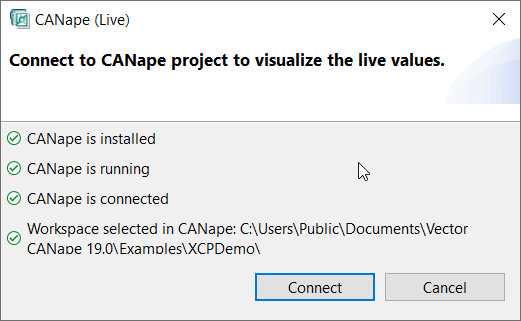 CANape (Live)
Connect to CANape project to visualize the live values.
CANape is installed
CANape is running
CANape is connected
Workspace selected in CANape: C:\Users\Public\Documents\Vector
CANape 19.0\Examples\XCPDemo\
Connect
Cancel